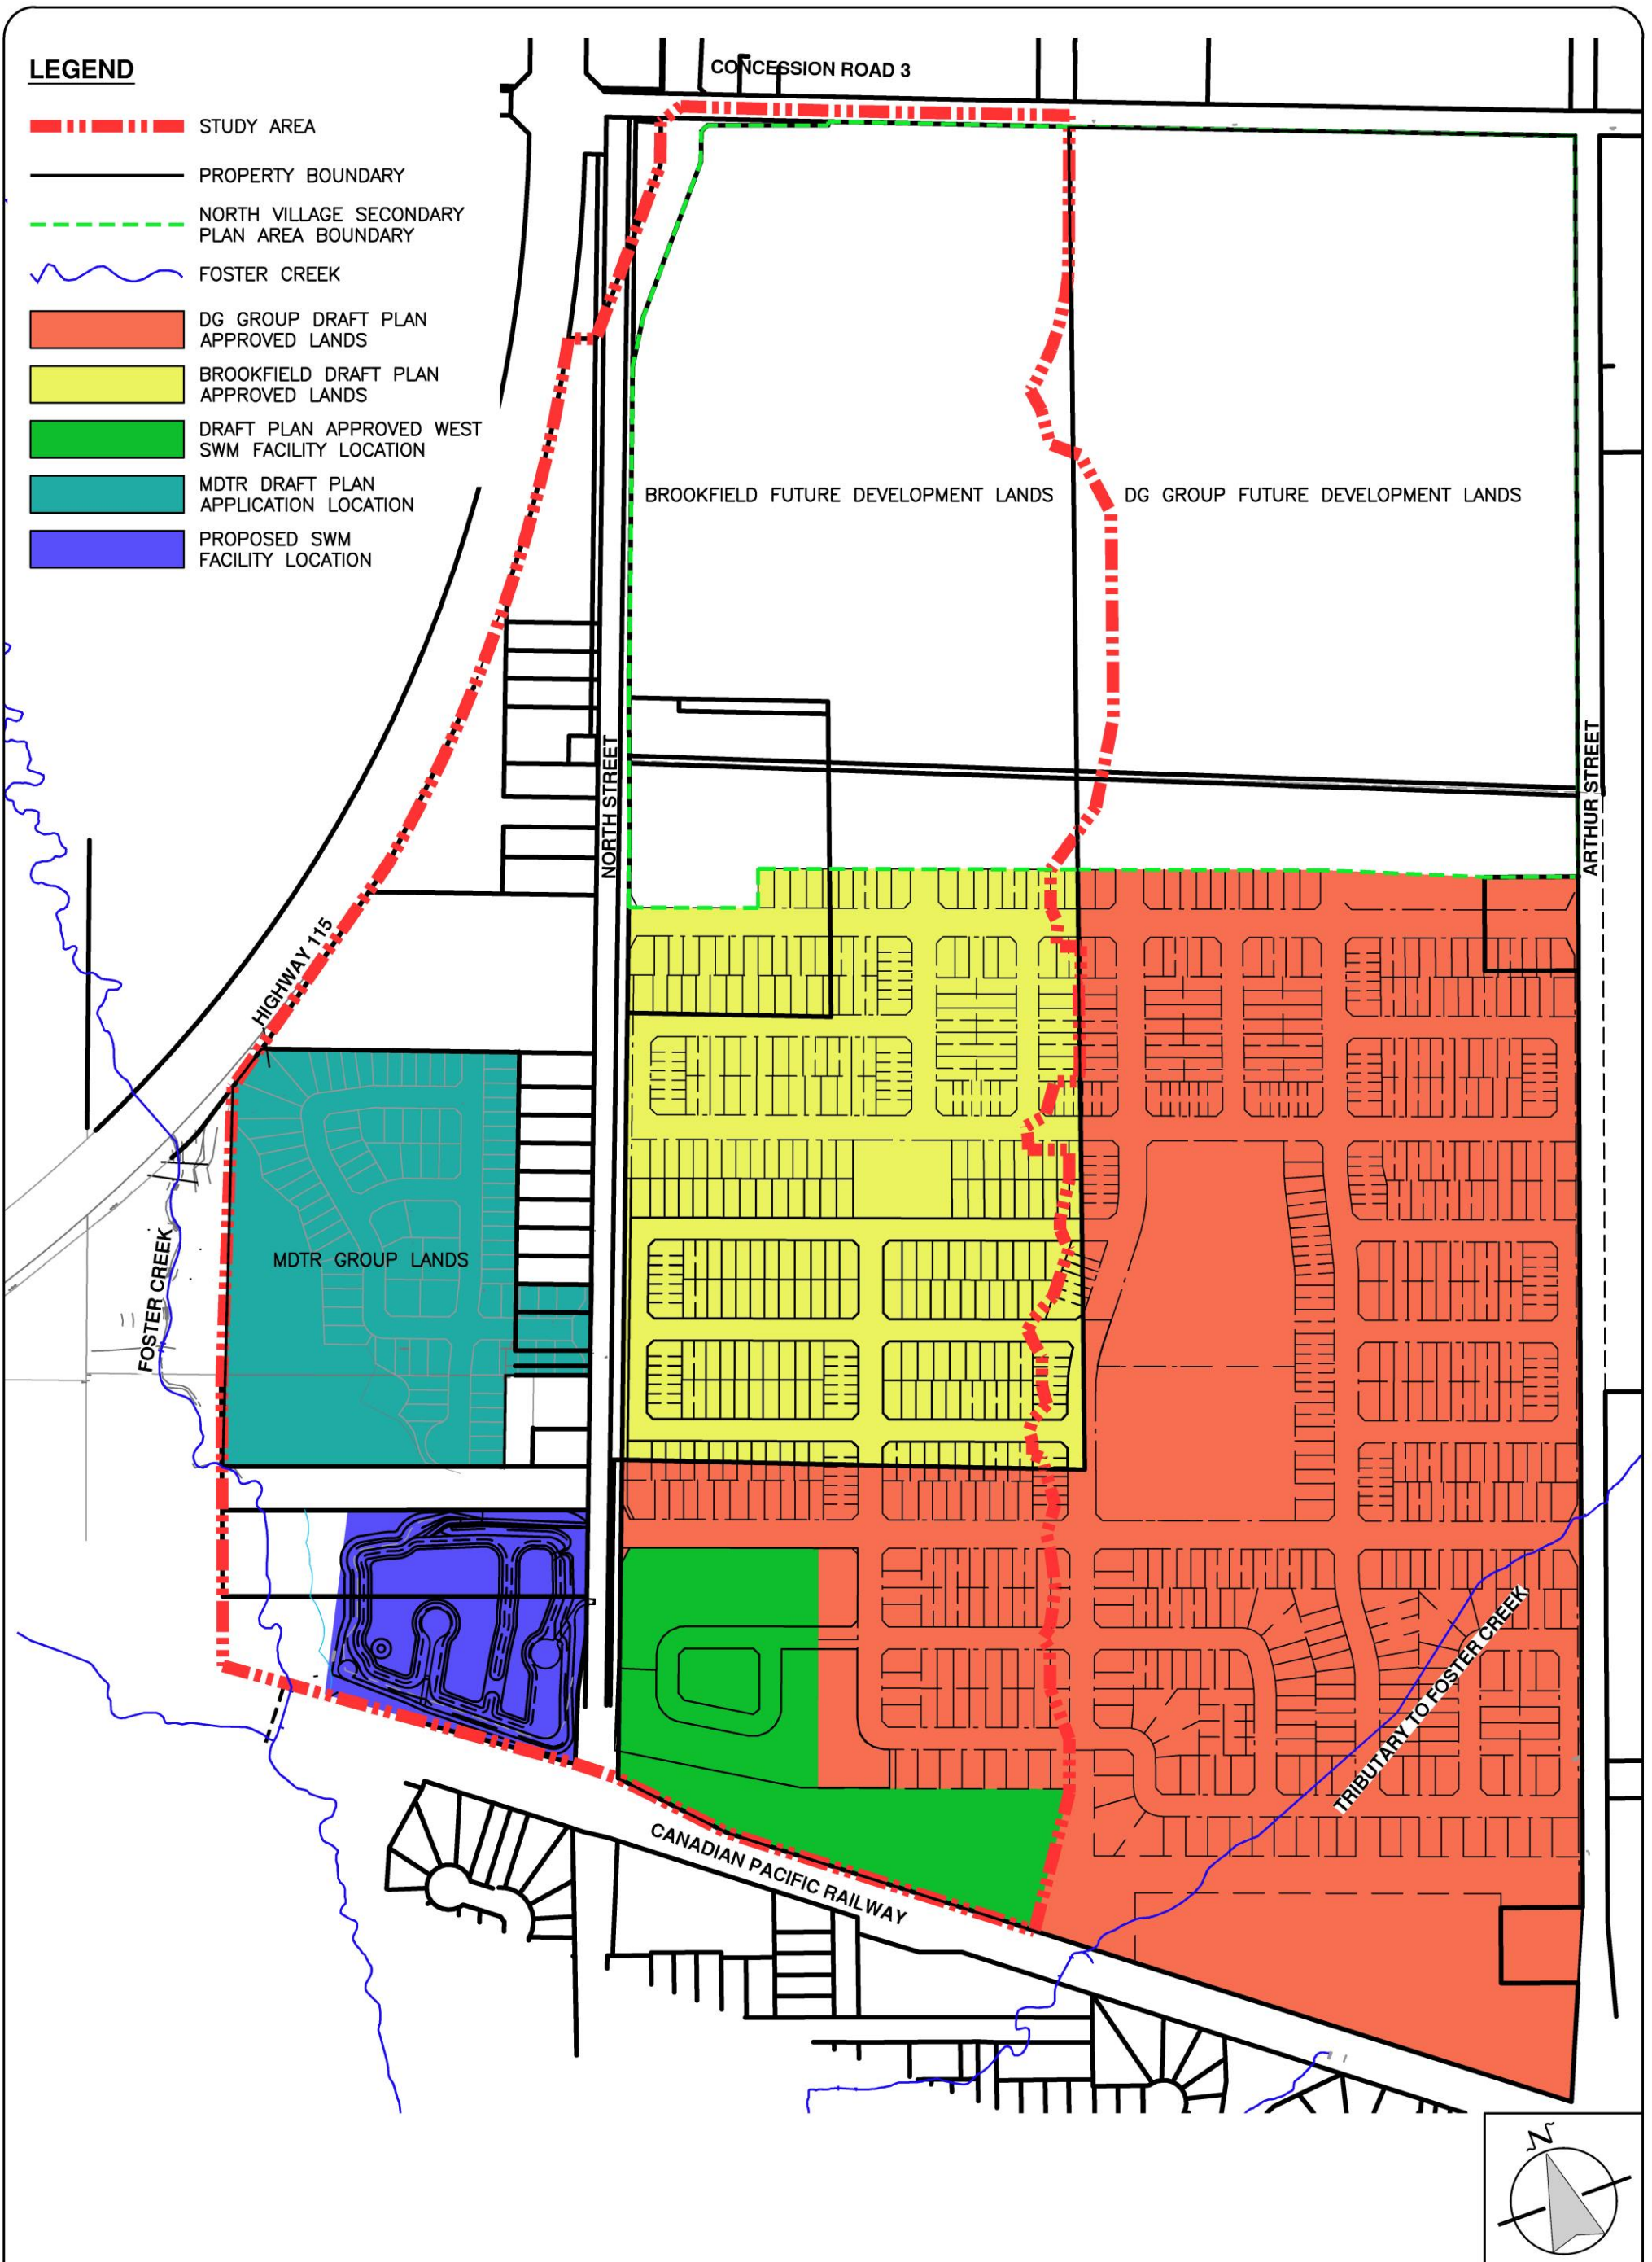 LEGEND
STUDY AREA
PROPERTY BOUNDARY
NORTH VILLAGE SECONDARY
PLAN AREA BOUNDARY
FOSTER CREEK
DG GROUP DRAFT PLAN
APPROVED LANDS
BROOKFIELD DRAFT PLAN
APPROVED LANDS
DRAFT PLAN APPROVED WEST
SWM FACILITY LOCATION
MDTR DRAFT PLAN
APPLICATION LOCATION
PROPOSED SWM
FACILITY LOCATION
CONCESSION ROAD 3
BROOKFIELD FUTURE DEVELOPMENT LANDS
DG GROUP FUTURE DEVELOPMENT LANDS
NORTH STREET
ARTHUR STREET
HIGHWAY 115
MDTR GROUP LANDS
FOSTER CREEK
TRIBUTARY TO FOSTER CREEK
CANADIAN PACIFIC RAILWAY
N